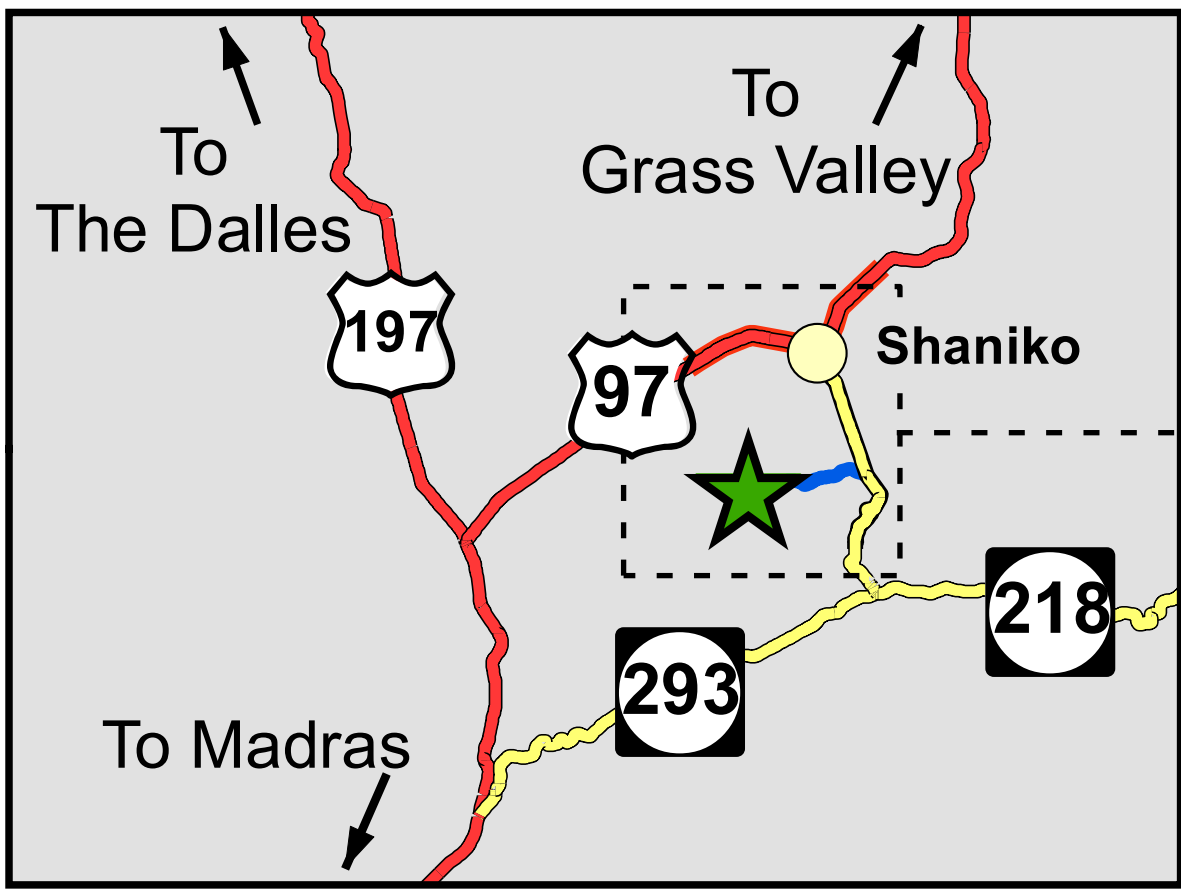 To
The Dalles
To
Grass Valley
197
97
Shaniko
218
293
To Madras